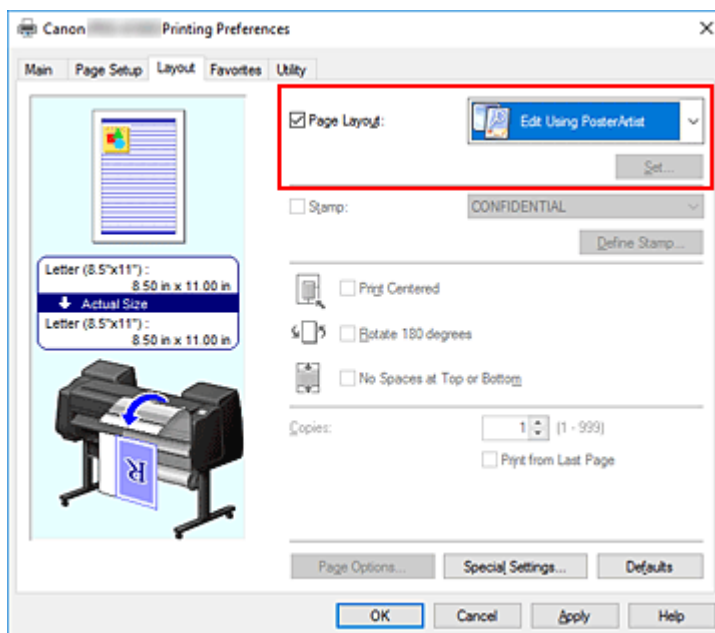 Canon Printing Preferences
Main Page Setup Layout Favorites Utility
Page Layout: Edit Using PosterArtist
Set...
Stamp: CONFIDENTIAL
Define Stamp...
Letter (8.5"x11") :
8.50 in x 11.00 in
Actual Size
Letter (8.5"x11") :
8.50 in x 11.00 in
Print Centered
Rotate 180 degrees
No Spaces at Top or Bottom
Copies: 1 (1 - 999)
Print from Last Page
R
Page Options... Special Settings... Defaults
OK Cancel Apply Help